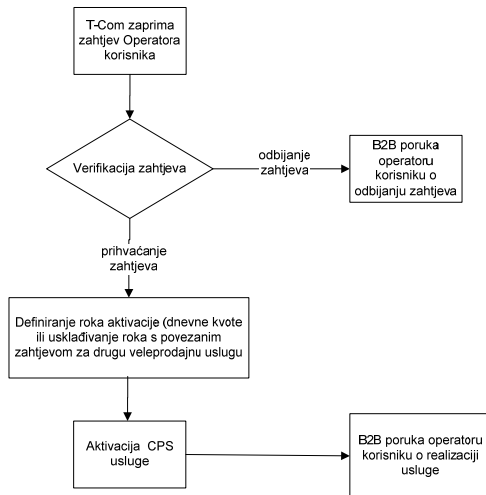 T-Com zaprima
zahtjev Operatora
korisnika
Verifikacija zahtjeva
odbijanje
zahtjeva
B2B poruka
operatoru
korisniku o
odbijanju zahtjeva
prihvaćanje
zahtjeva
Definiranje roka aktivacije (dnevne kvote
ili usklađivanje roka s povezanim
zahtjevom za drugu veleprodajnu uslugu
Aktivacija CPS
usluge
B2B poruka operatoru
korisniku o realizaciji
usluge